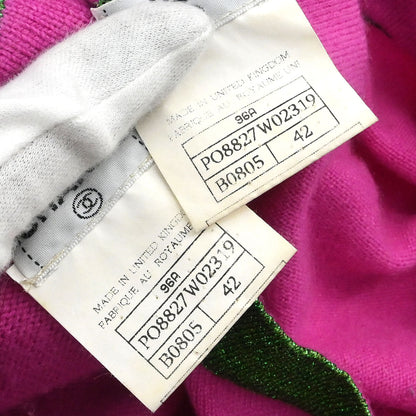 MADE IN UNITED KINGDOM
FABRIQUE AU ROYAUME UNI
96A
PO8827W02319
B0805 42
MADE IN UNITED KINGDOM
FABRIQUE AU ROYAUME
96A
PO8827W02319
B0805 42